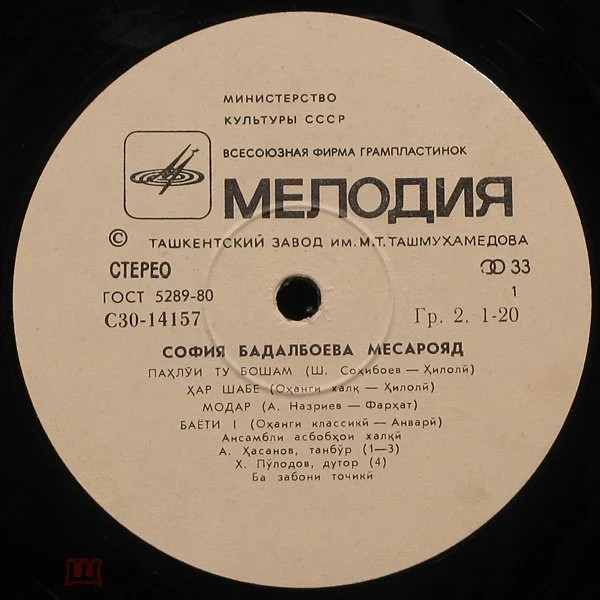 МИНИСТЕРСТВО
КУЛЬТУРЫ СССР
ВСЕСОЮЗНАЯ ФИРМА ГРАМПЛАСТИНОК
МЕЛОДИЯ
© ТАШКЕНТСКИЙ ЗАВОД ИМ. М.Т. ТАШМУХАМЕДОВА
СТЕРЕО 33
ГОСТ 5289-80 1
С30-14157 Гр. 2. 1-20
СОФИЯ БАДАЛБОЕВА МЕСАРОЯД
ПАҲЛӮИ ТУ БОШАМ (Ш. Соҳибоев — Ҳилолӣ)
ҲАР ШАБЕ (Оҳанги халқ — Ҳилолӣ)
МОДАР (А. Назриев — Фарҳат)
БАЁТИ I (Оҳанги классикӣ — Анварӣ)
Ансамбли асбобҳои халқӣ
А. Ҳасанов, танбӯр (1—3)
Х. Пӯлодов, дутор (4)
Ба забони тоҷикӣ